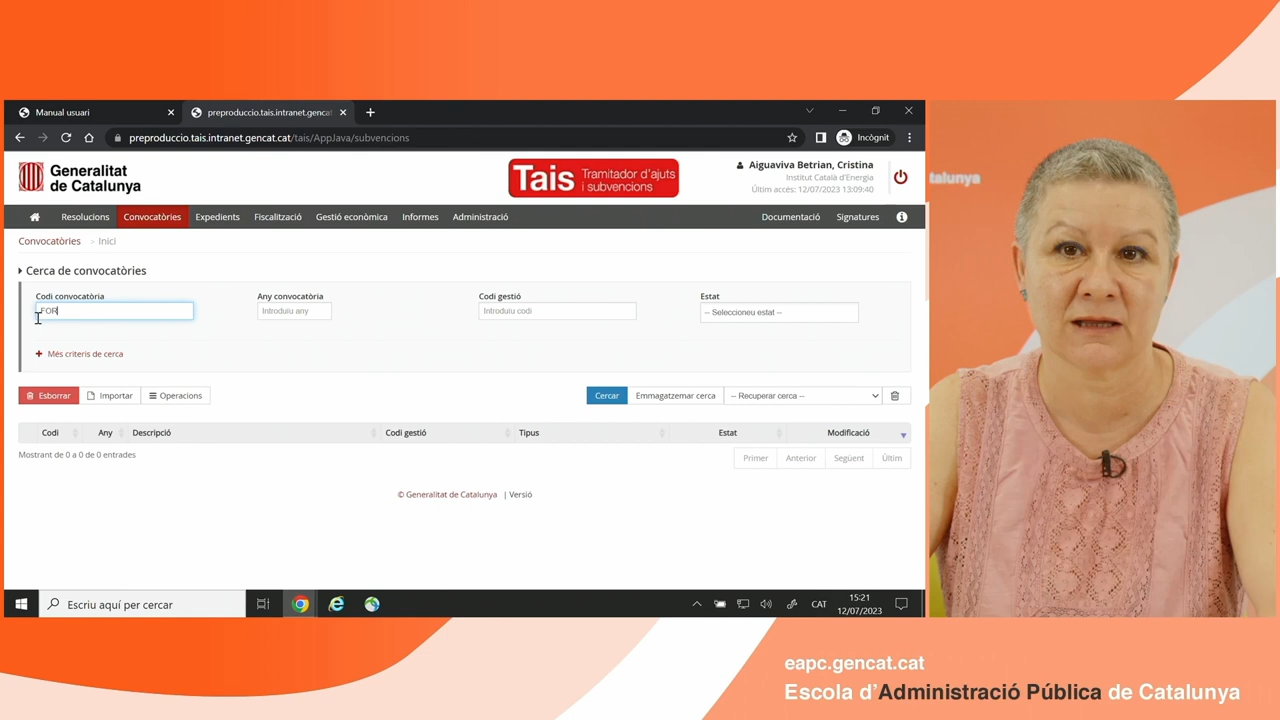 Manual usuari
preproduccio.tais.intranet.gencat
preproduccio.tais.intranet.gencat.cat/tais/AppJava/subvencions
Incògnit
Generalitat
de Catalunya
Tais Tramitador d'ajuts
i subvencions
Aiguaviva Betrian, Cristina
Institut Català d'Energia
Últim accés: 12/07/2023 13:09:40
talunya
Resolucions Convocatòries Expedients Fiscalització Gestió econòmica Informes Administració Documentació Signatures
Convocatòries > Inici
Cerca de convocatòries
Codi convocatòria Any convocatòria Codi gestió Estat
FOR Introduïu any Introduïu codi -- Seleccioneu estat --
+ Més criteris de cerca
Esborrar Importar Operacions Cercar Emmagatzemar cerca -- Recuperar cerca --
Codi Any Descripció Codi gestió Tipus Estat Modificació
Mostrant de 0 a 0 de 0 entrades
Primer Anterior Següent Últim
© Generalitat de Catalunya | Versió
Escriu aquí per cercar
CAT
15:21
12/07/2023
eapc.gencat.cat
Escola d'Administració Pública de Catalunya